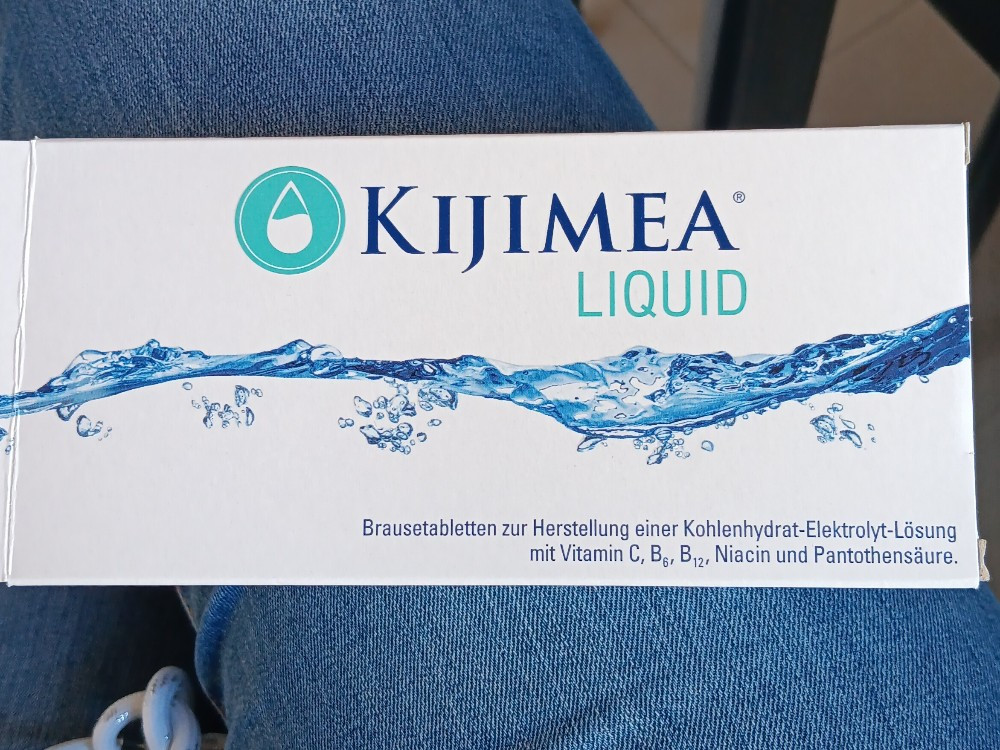 KIJIMEA®
LIQUID
Brausetabletten zur Herstellung einer Kohlenhydrat-Elektrolyt-Lösung
mit Vitamin C, B₆, B₁₂, Niacin und Pantothensäure.